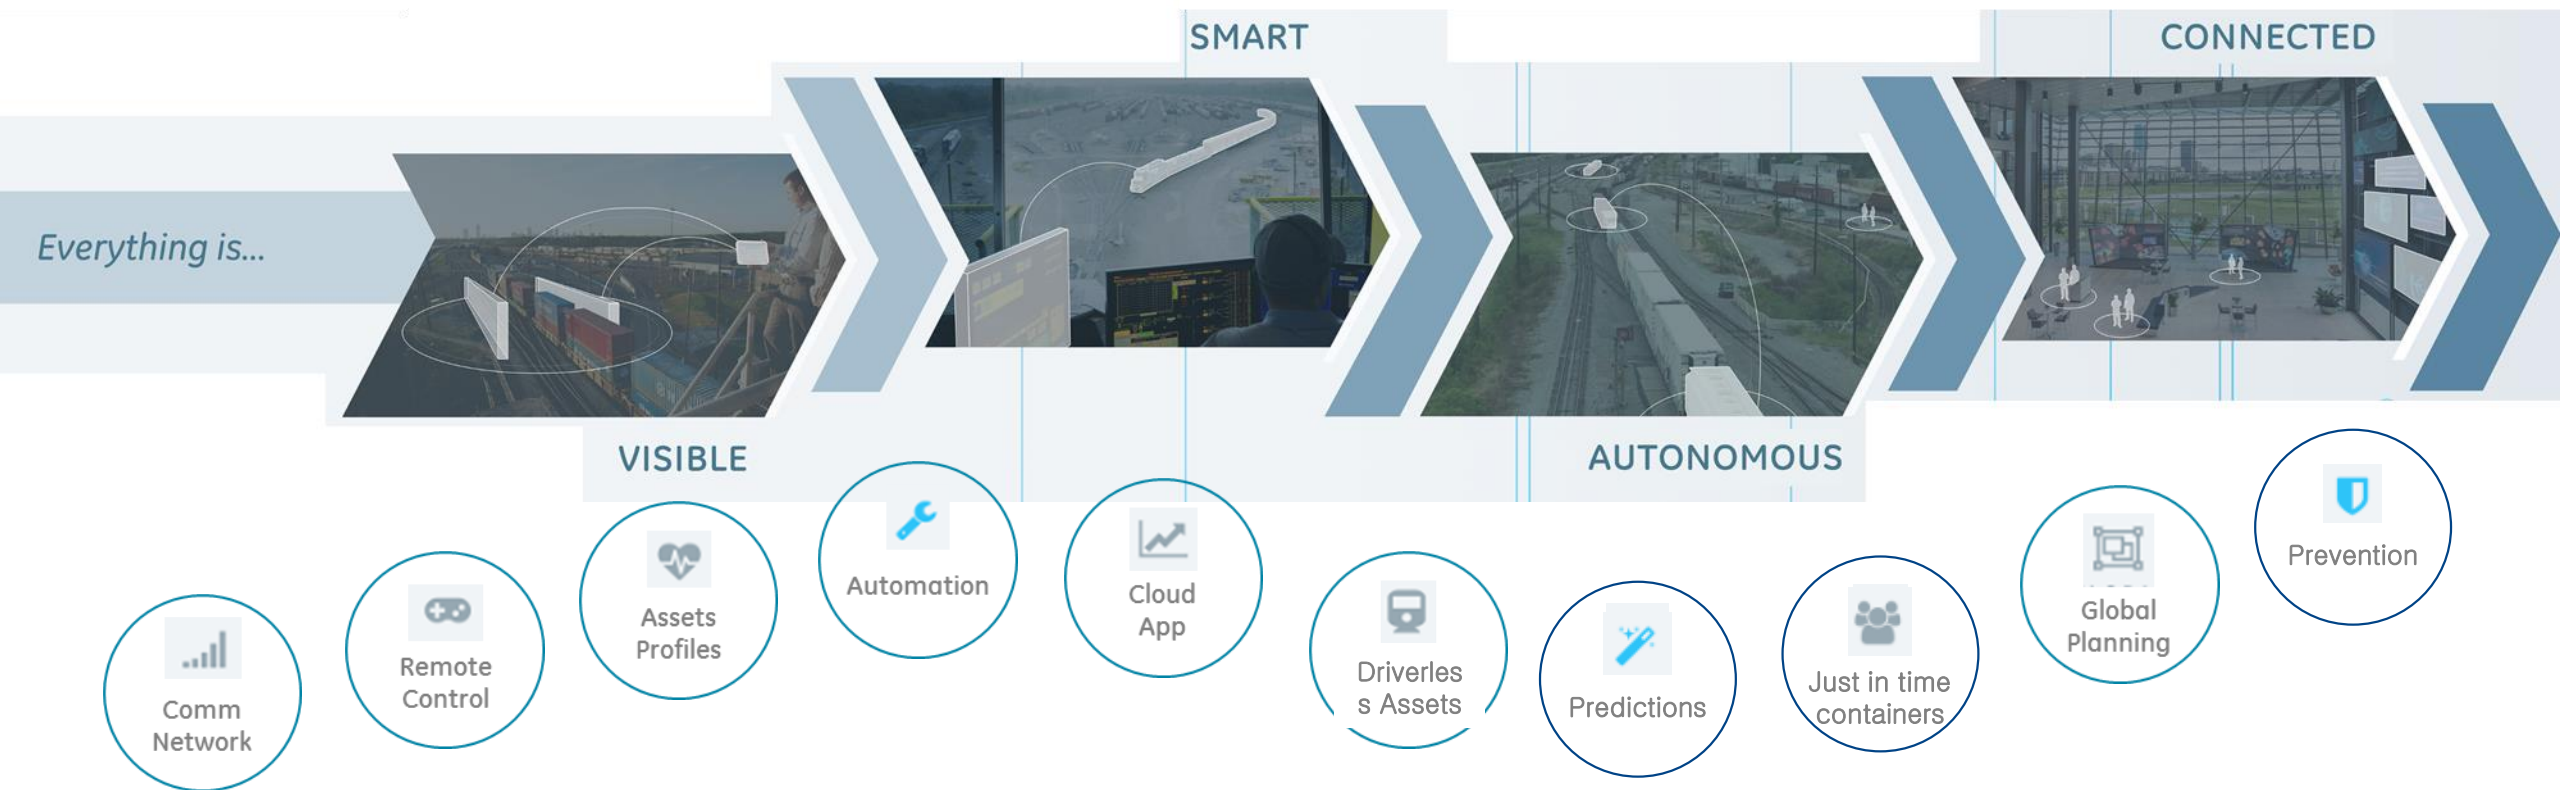 SMART
CONNECTED
Everything is...
VISIBLE
AUTONOMOUS
Comm
Network
Remote
Control
Assets
Profiles
Automation
Cloud
App
Driverles
s Assets
Predictions
Just in time
containers
Global
Planning
Prevention